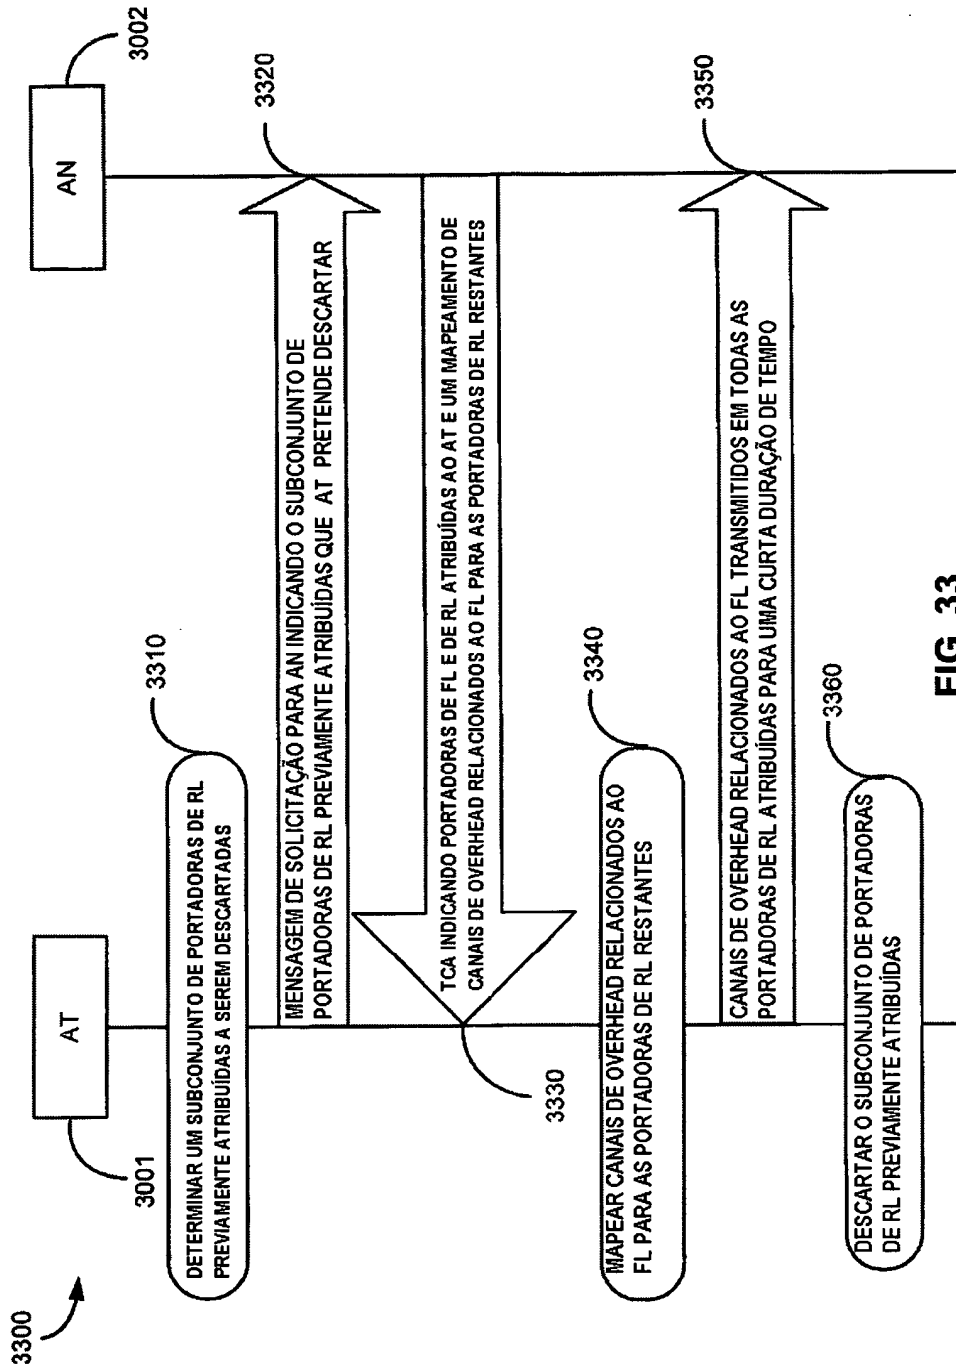 3300
3001
AT
3002
AN
3310
DETERMINAR UM SUBCONJUNTO DE PORTADORAS DE RL
PREVIAMENTE ATRIBUÍDAS A SEREM DESCARTADAS
3320
MENSAGEM DE SOLICITAÇÃO PARA AN INDICANDO O SUBCONJUNTO DE
PORTADORAS DE RL PREVIAMENTE ATRIBUÍDAS QUE AT PRETENDE DESCARTAR
3330
TCA INDICANDO PORTADORAS DE FL E DE RL ATRIBUÍDAS AO AT E UM MAPEAMENTO DE
CANAIS DE OVERHEAD RELACIONADOS AO FL PARA AS PORTADORAS DE RL RESTANTES
3340
MAPEAR CANAIS DE OVERHEAD RELACIONADOS AO
FL PARA AS PORTADORAS DE RL RESTANTES
3350
CANAIS DE OVERHEAD RELACIONADOS AO FL TRANSMITIDOS EM TODAS AS
PORTADORAS DE RL ATRIBUÍDAS PARA UMA CURTA DURAÇÃO DE TEMPO
3360
DESCARTAR O SUBCONJUNTO DE PORTADORAS
DE RL PREVIAMENTE ATRIBUÍDAS
FIG. 33